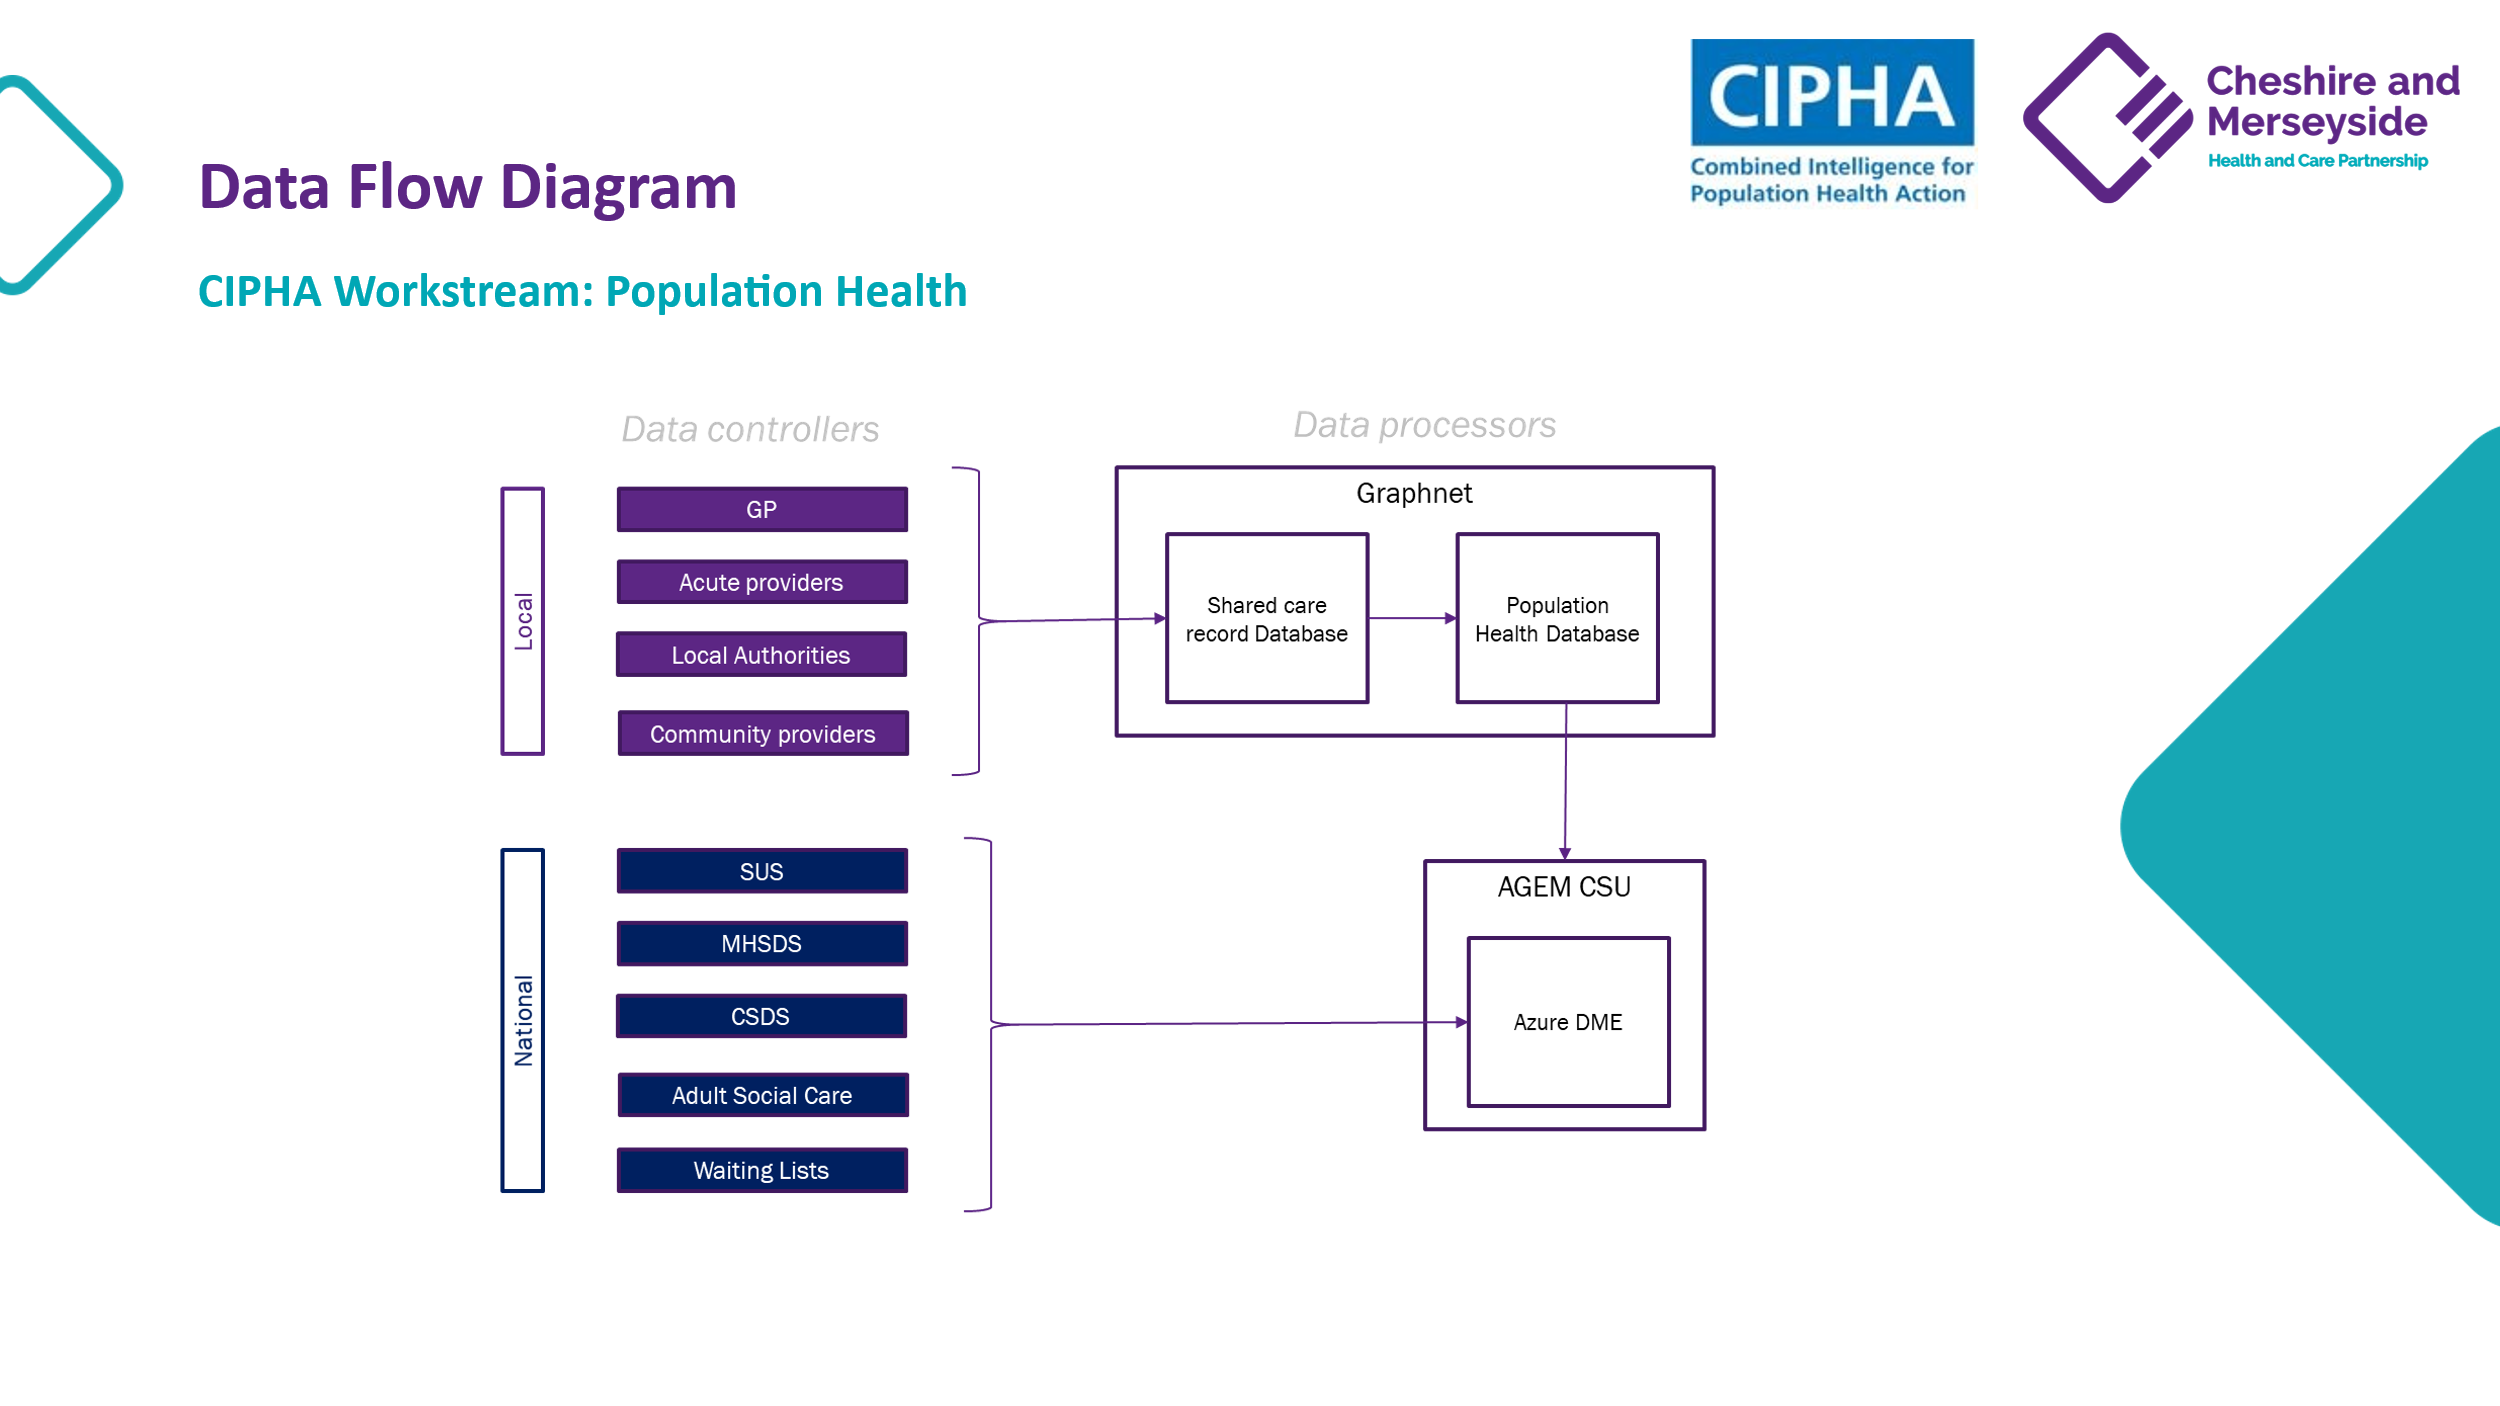 CIPHA
Combined Intelligence for
Population Health Action
Cheshire and
Merseyside
Health and Care Partnership
Data Flow Diagram
CIPHA Workstream: Population Health
Data controllers
Data processors
Local
GP
Acute providers
Local Authorities
Community providers
Graphnet
Shared care
record Database
Population
Health Database
National
SUS
MHSDS
CSDS
Adult Social Care
Waiting Lists
AGEM CSU
Azure DME